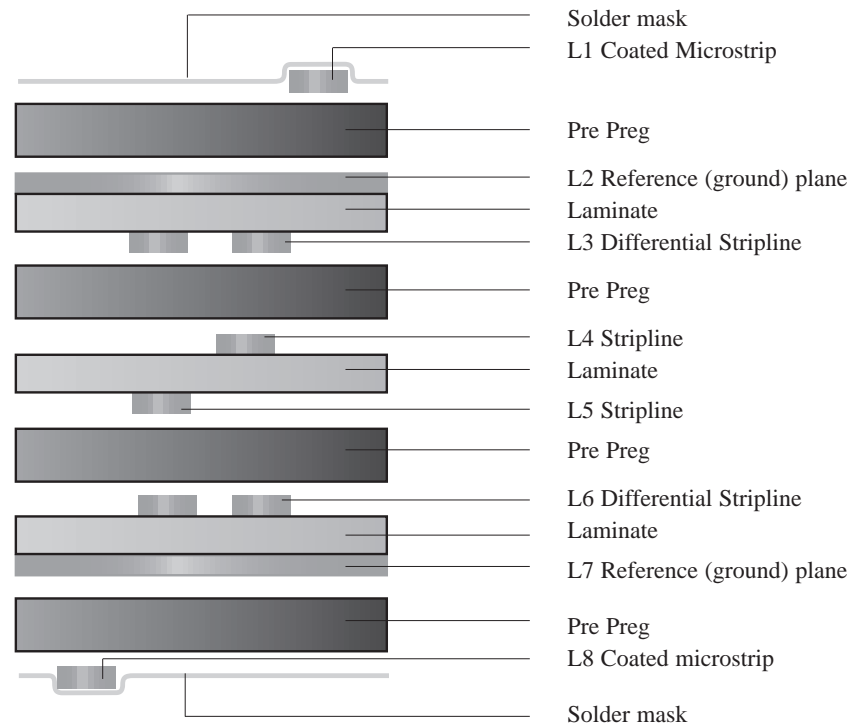 Solder mask
L1 Coated Microstrip
Pre Preg
L2 Reference (ground) plane
Laminate
L3 Differential Stripline
Pre Preg
L4 Stripline
Laminate
L5 Stripline
Pre Preg
L6 Differential Stripline
Laminate
L7 Reference (ground) plane
Pre Preg
L8 Coated microstrip
Solder mask